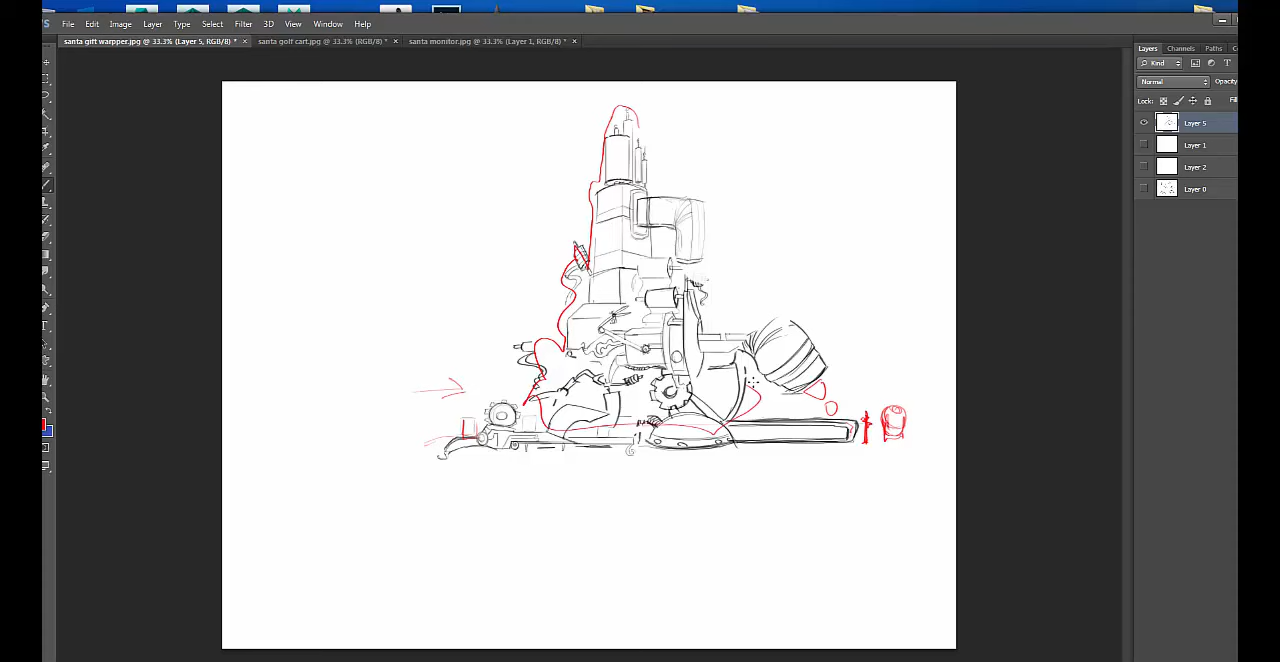 File Edit Image Layer Type Select Filter 3D View Window Help
santa gift warpper.jpg @ 33.3% (Layer 5, RGB/8) * × santa golf cart.jpg @ 33.3% (RGB/8) * × santa monitor.jpg @ 33.3% (Layer 1, RGB/8) * ×
Layers Channels Paths
Kind
Normal Opacity
Lock:
Layer 5
Layer 1
Layer 2
Layer 0